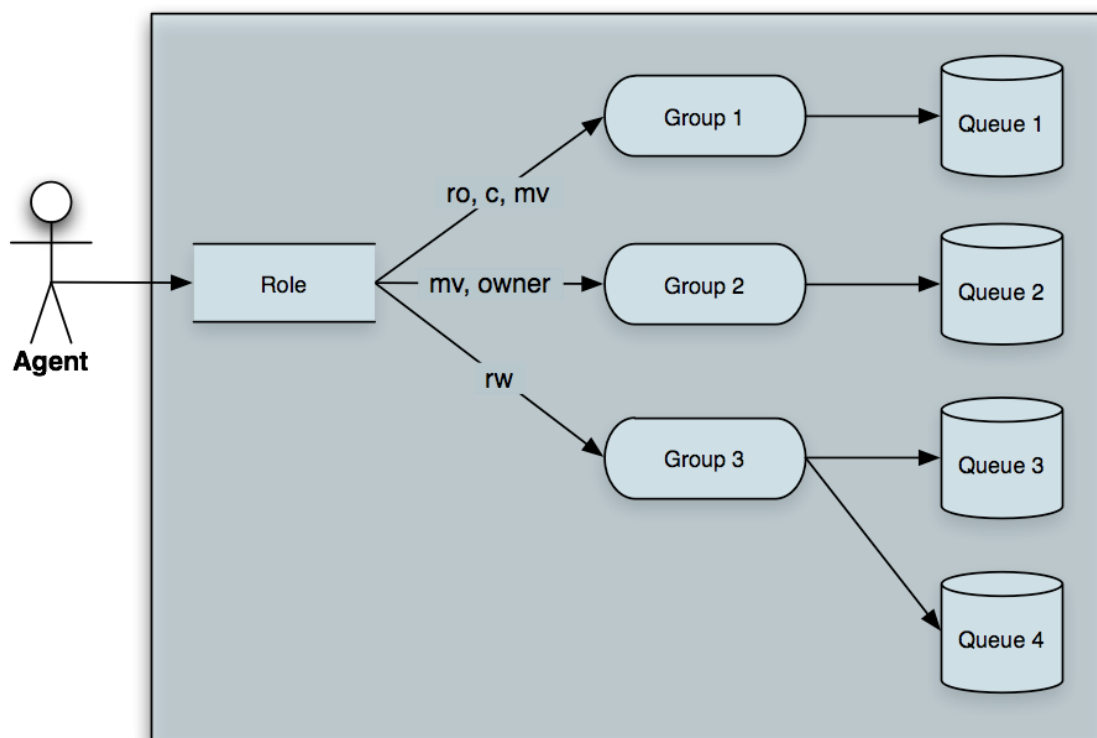 Group 1
Queue 1
ro, c, mv
Role
mv, owner
Group 2
Queue 2
Agent
rw
Group 3
Queue 3
Queue 4